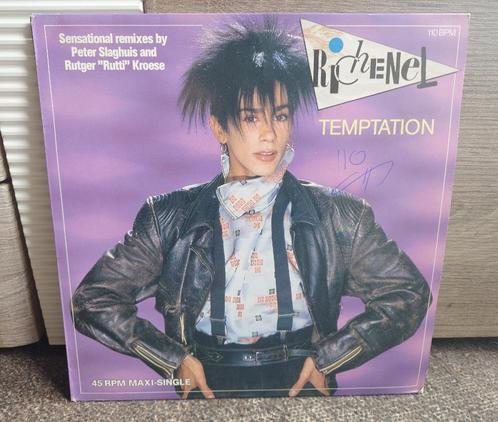 Sensational remixes by
Peter Slaghuis and
Rutger "Rutti" Kroese
110 BPM
RichENEL
TEMPTATION
110
45 RPM MAXI-SINGLE